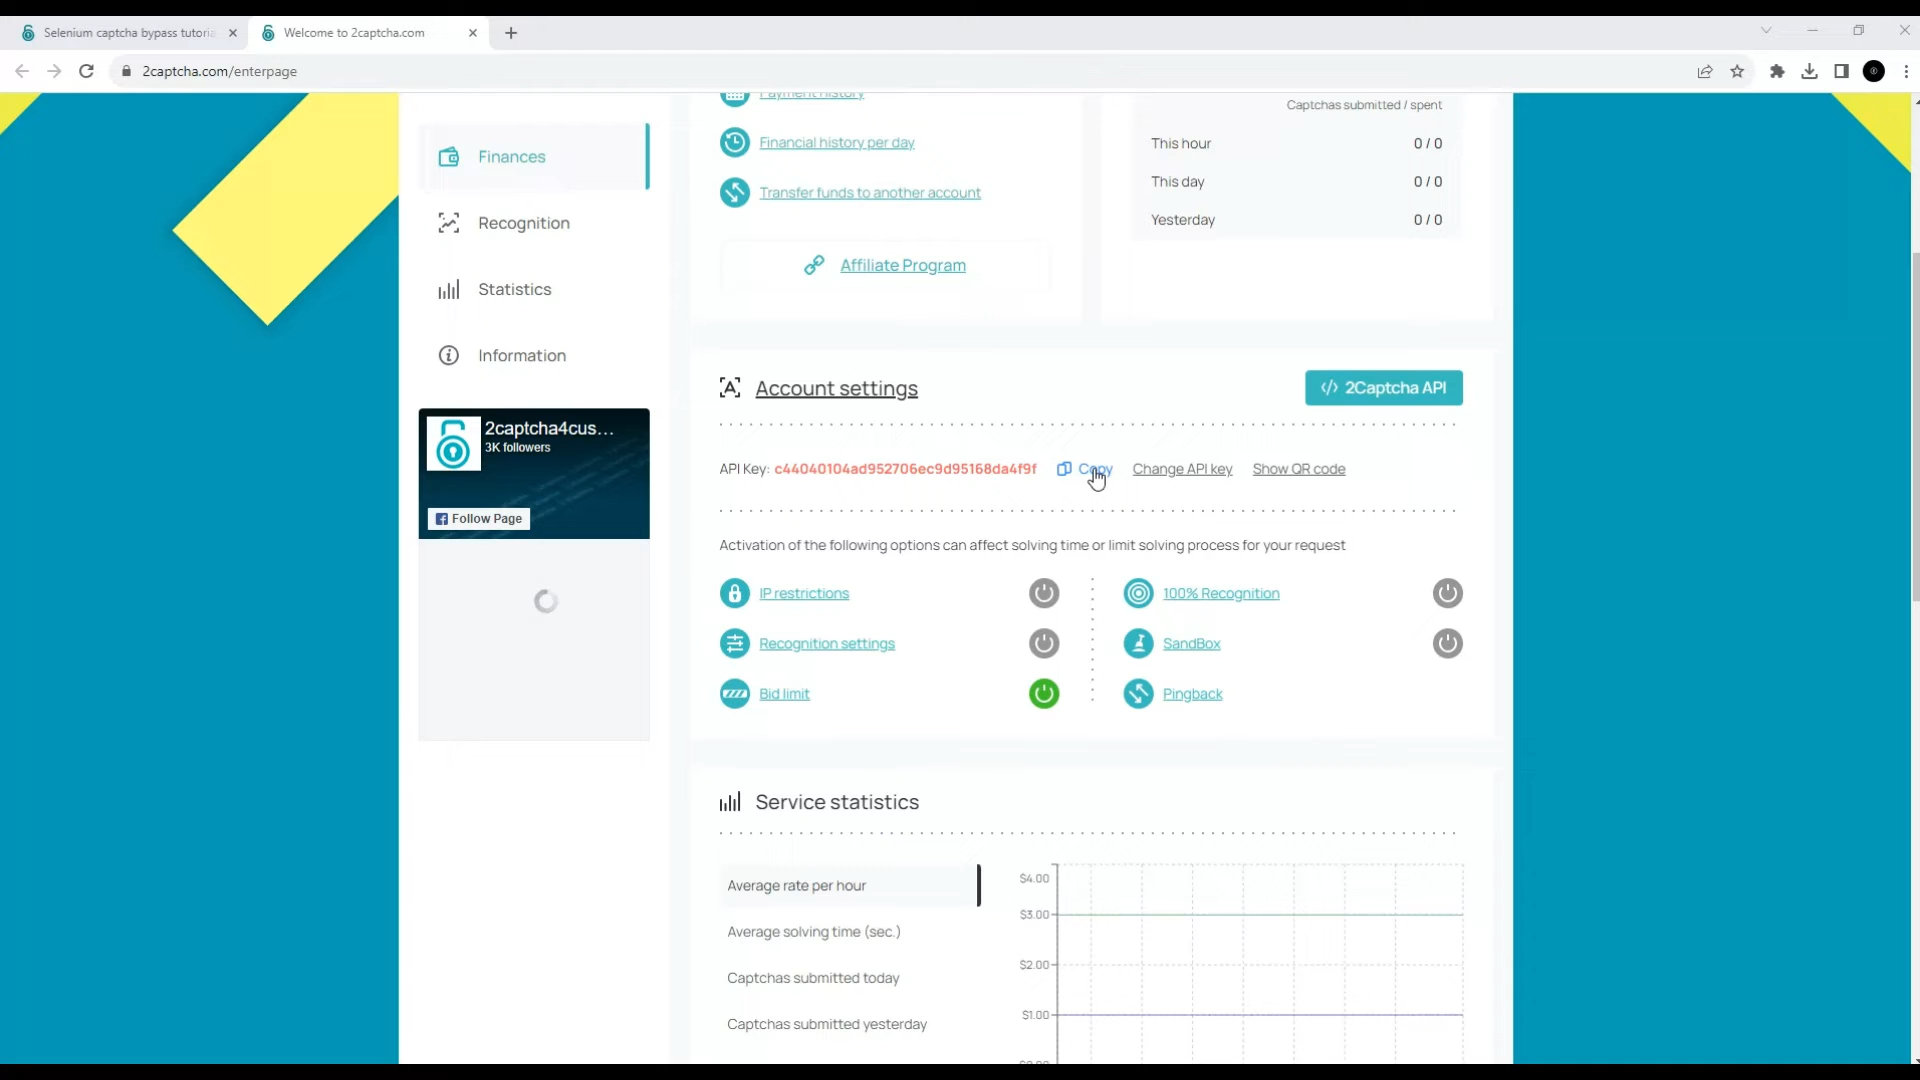 Selenium captcha bypass tutoria
Welcome to 2captcha.com
2captcha.com/enterpage
Payment history
Financial history per day
Transfer funds to another account
Affiliate Program
Captchas submitted / spent
This hour 0 / 0
This day 0 / 0
Yesterday 0 / 0
Finances
Recognition
Statistics
Information
2captcha4cus...
3K followers
Follow Page
Account settings
</> 2Captcha API
API Key: c44040104ad952706ec9d95168da4f9f Copy Change API key Show QR code
Activation of the following options can affect solving time or limit solving process for your request
IP restrictions
100% Recognition
Recognition settings
SandBox
Bid limit
Pingback
Service statistics
Average rate per hour
Average solving time (sec.)
Captchas submitted today
Captchas submitted yesterday
$4.00
$3.00
$2.00
$1.00